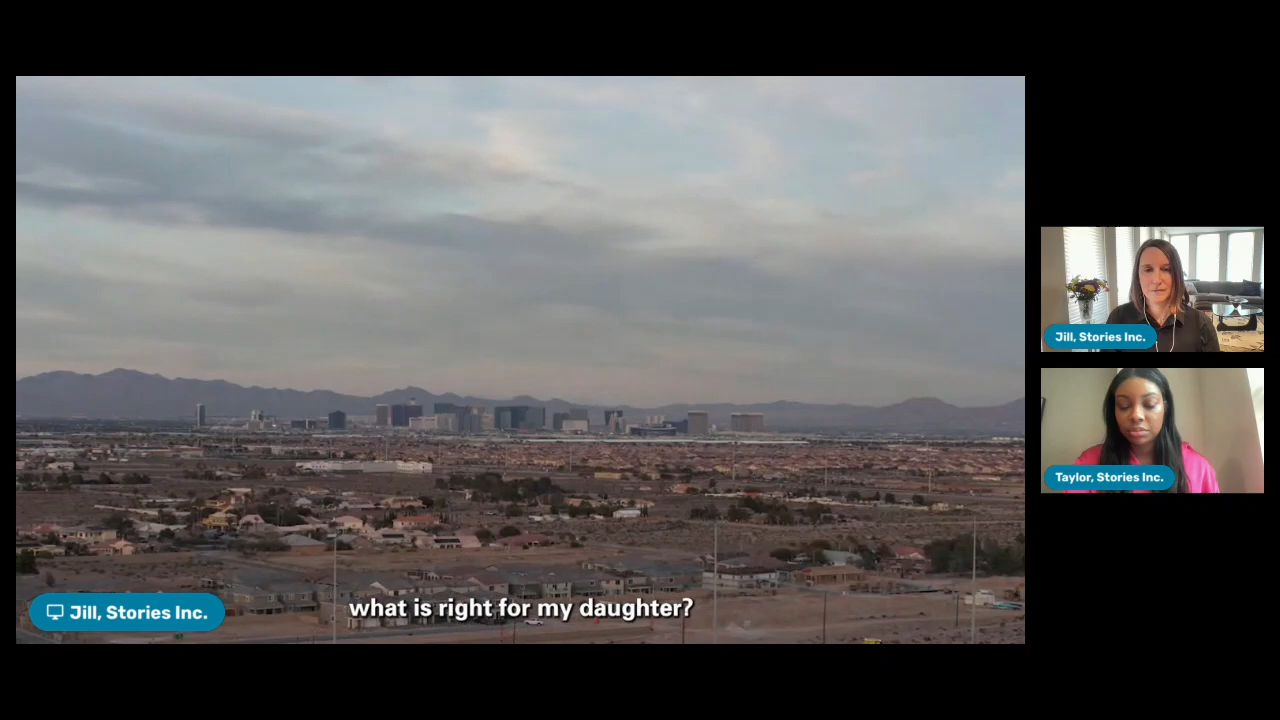 Jill, Stories Inc.
Taylor, Stories Inc.
Jill, Stories Inc.
what is right for my daughter?